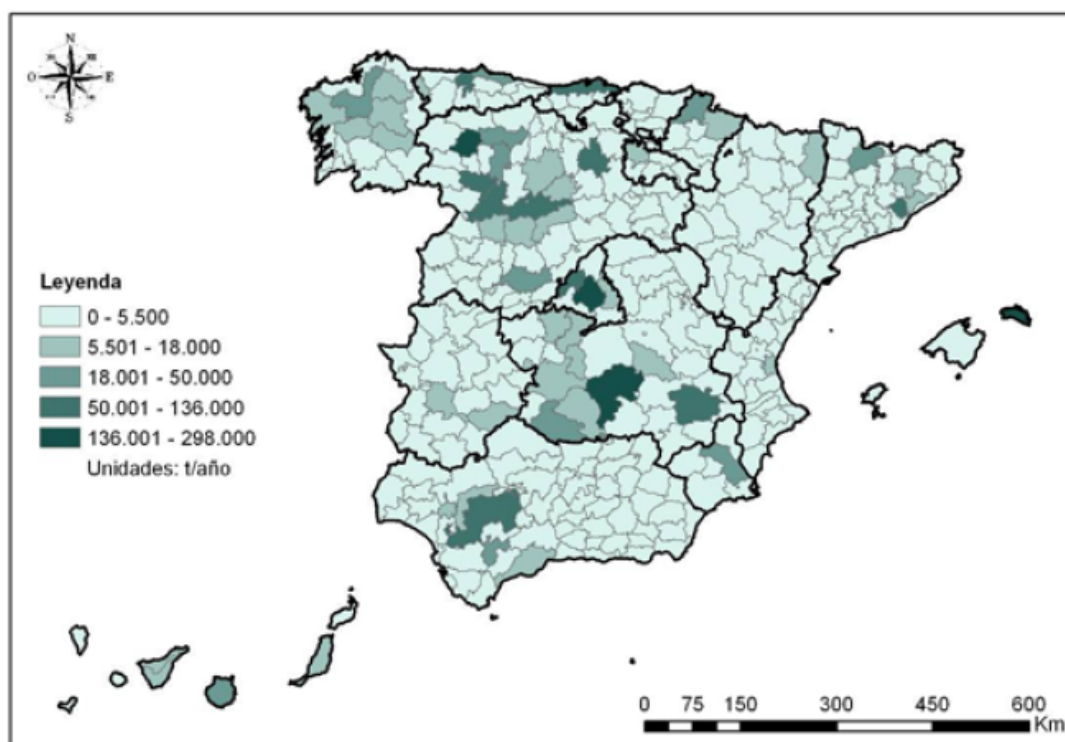 N
O
E
S
Leyenda
0 - 5.500
5.501 - 18.000
18.001 - 50.000
50.001 - 136.000
136.001 - 298.000
Unidades: t/año
0 75 150 300 450 600
Km